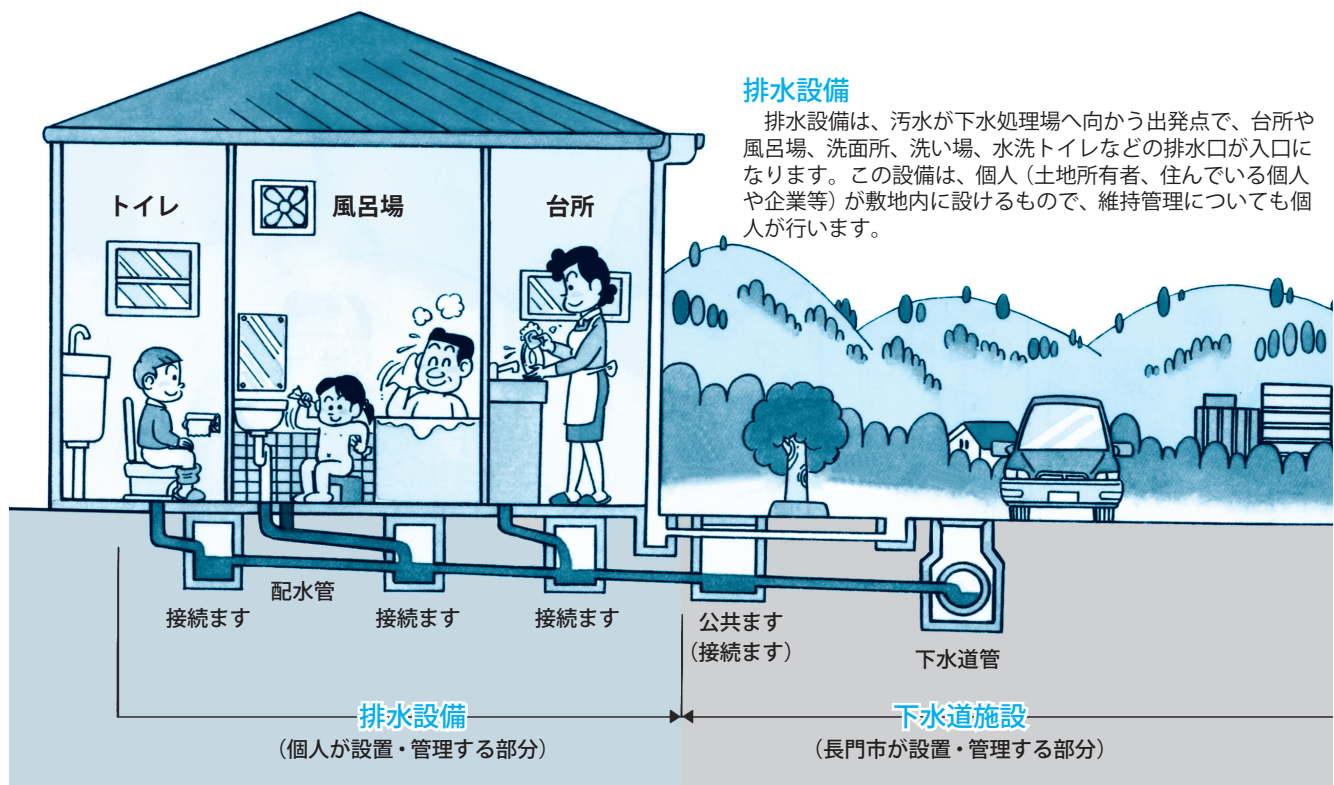 排水設備
排水設備は、汚水が下水処理場へ向かう出発点で、台所や
風呂場、洗面所、洗い場、水洗トイレなどの排水口が入口に
なります。この設備は、個人（土地所有者、住んでいる個人
や企業等）が敷地内に設けるもので、維持管理についても個
人が行います。
トイレ
風呂場
台所
配水管
接続ます
接続ます
接続ます
公共ます
（接続ます）
下水道管
排水設備
（個人が設置・管理する部分）
下水道施設
（長門市が設置・管理する部分）